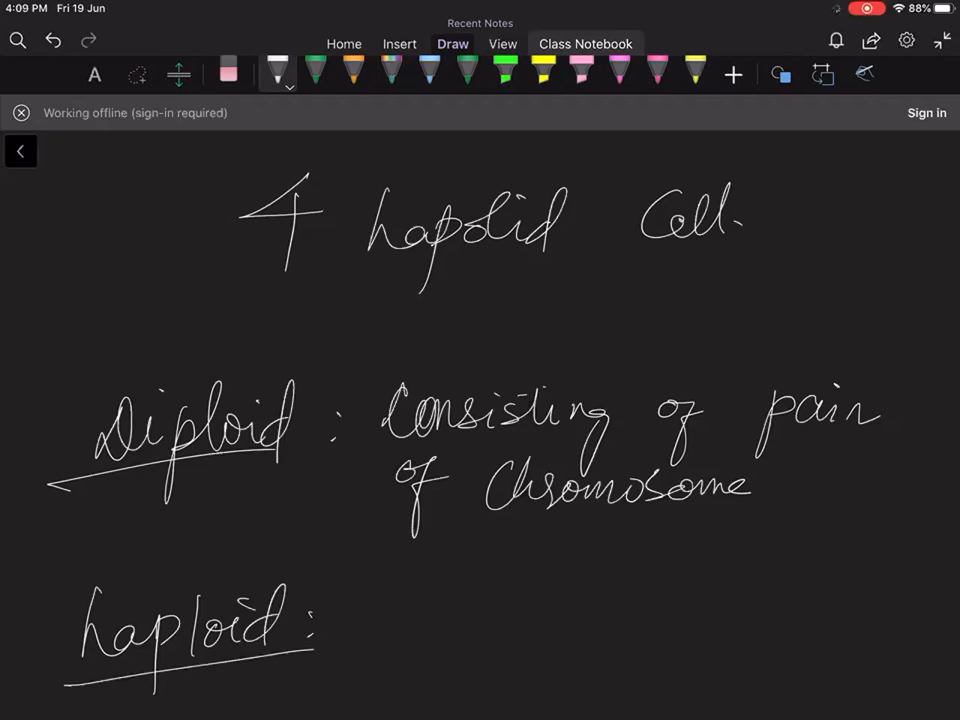 4:09 PM Fri 19 Jun 88%
Recent Notes
Home Insert Draw View Class Notebook
A
Working offline (sign-in required) Sign in
4 hapolid Cell.
Diploid : Consisting of pair
of Chromosome
haploid :